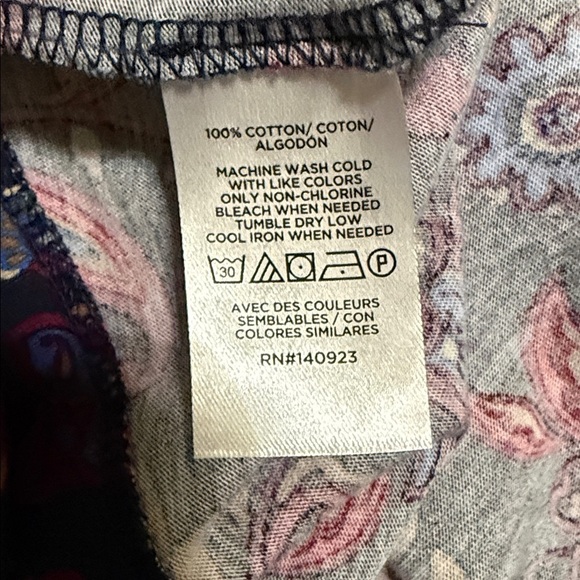 100% COTTON/ COTON/
ALGODÓN
MACHINE WASH COLD
WITH LIKE COLORS
ONLY NON-CHLORINE
BLEACH WHEN NEEDED
TUMBLE DRY LOW
COOL IRON WHEN NEEDED
30 P
AVEC DES COULEURS
SEMBLABLES / CON
COLORES SIMILARES
RN#140923